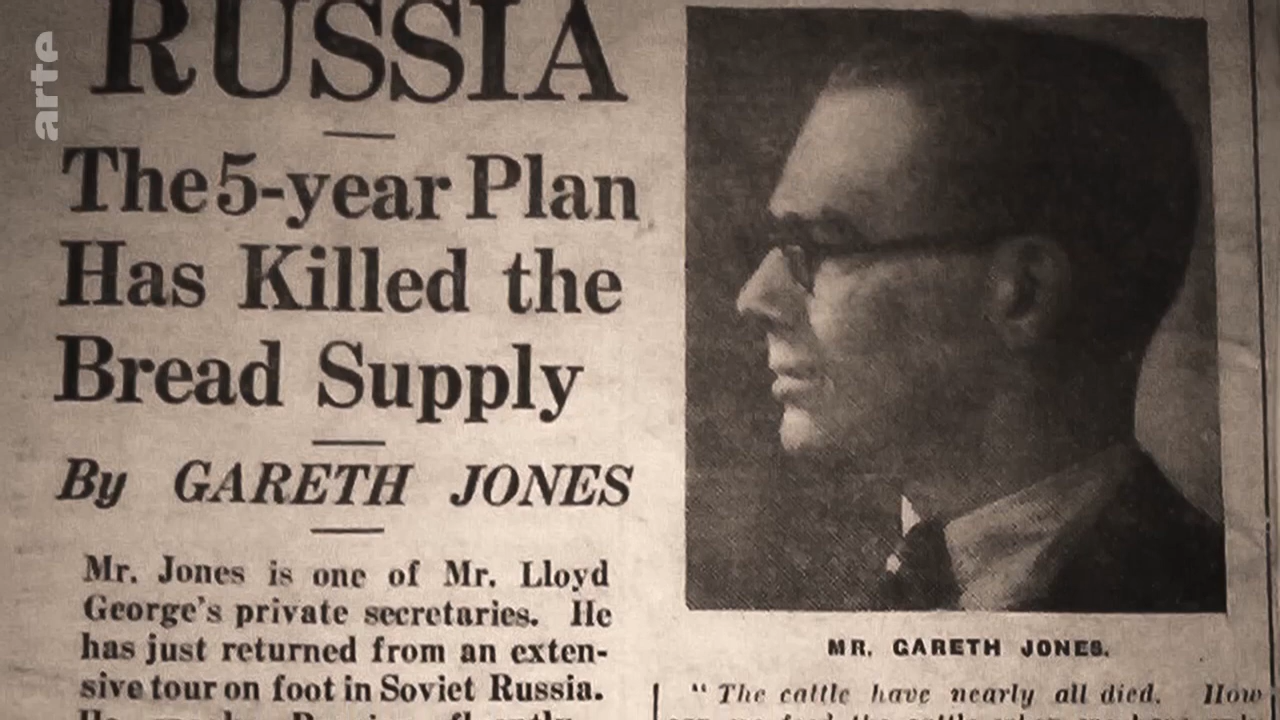 arte
RUSSIA
The 5-year Plan
Has Killed the
Bread Supply
By GARETH JONES
Mr. Jones is one of Mr. Lloyd
George's private secretaries. He
has just returned from an exten-
sive tour on foot in Soviet Russia.
MR. GARETH JONES.
" The cattle have nearly all died. How